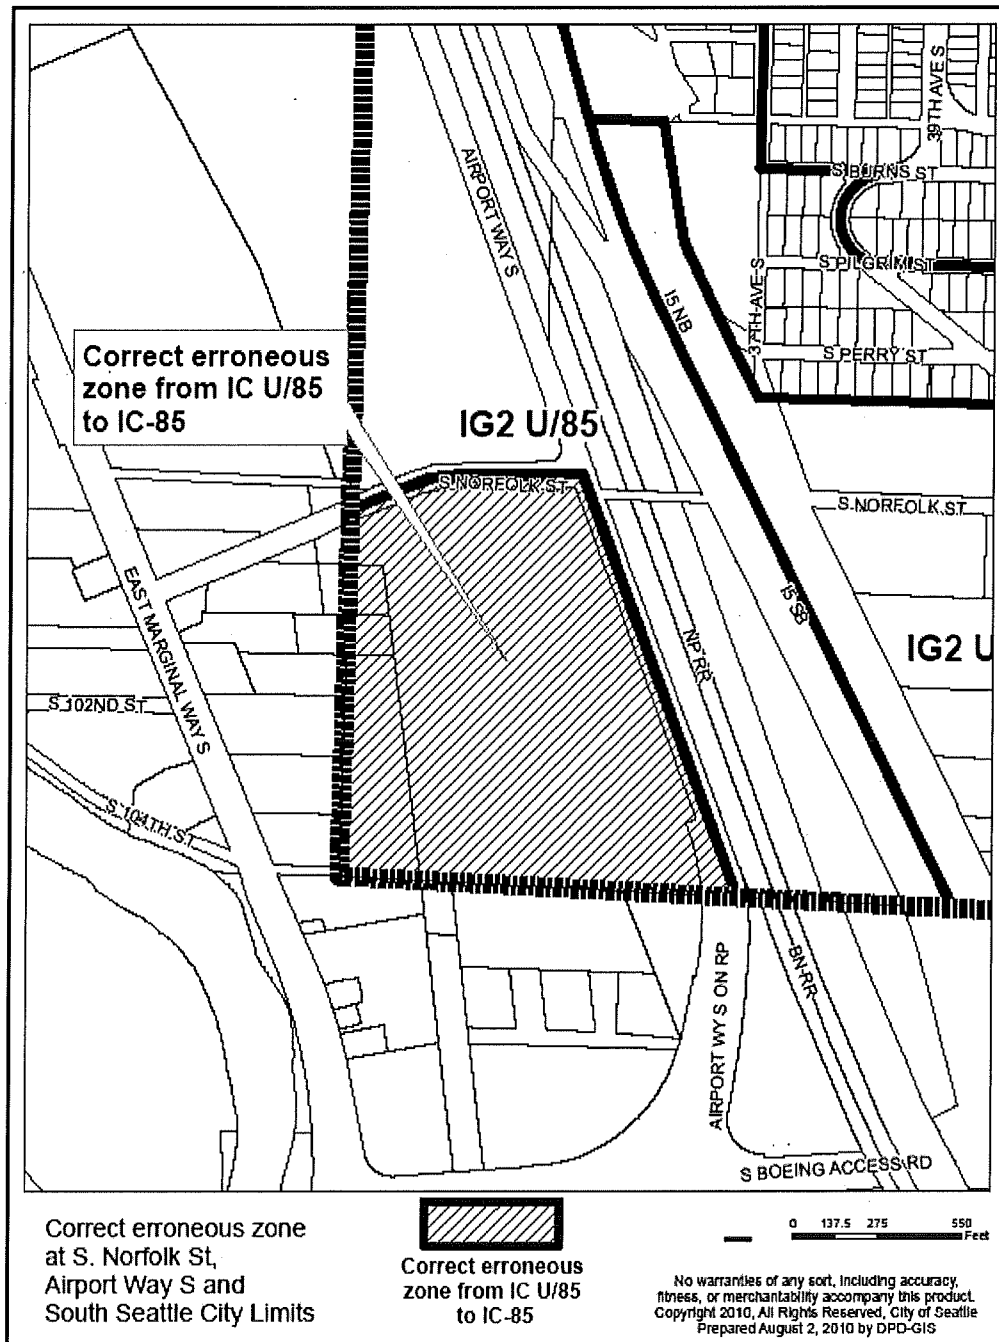 39TH AVE S
S BURNS ST
AIRPORT WAY S
S PILGRIM ST
37TH AVE S
I5 NB
S PERRY ST
Correct erroneous
zone from IC U/85
to IC-85
IG2 U/85
S NORFOLK ST
S NORFOLK ST
EAST MARGINAL WAY S
I5 SB
NP RR
IG2 U
S 102ND ST
S 104TH ST
BN RR
AIRPORT WY S ON RP
S BOEING ACCESS RD
Correct erroneous zone
at S. Norfolk St,
Airport Way S and
South Seattle City Limits
Correct erroneous
zone from IC U/85
to IC-85
0 137.5 275 550
Feet
No warranties of any sort, including accuracy,
fitness, or merchantability accompany this product.
Copyright 2010, All Rights Reserved, City of Seattle
Prepared August 2, 2010 by DPD-GIS